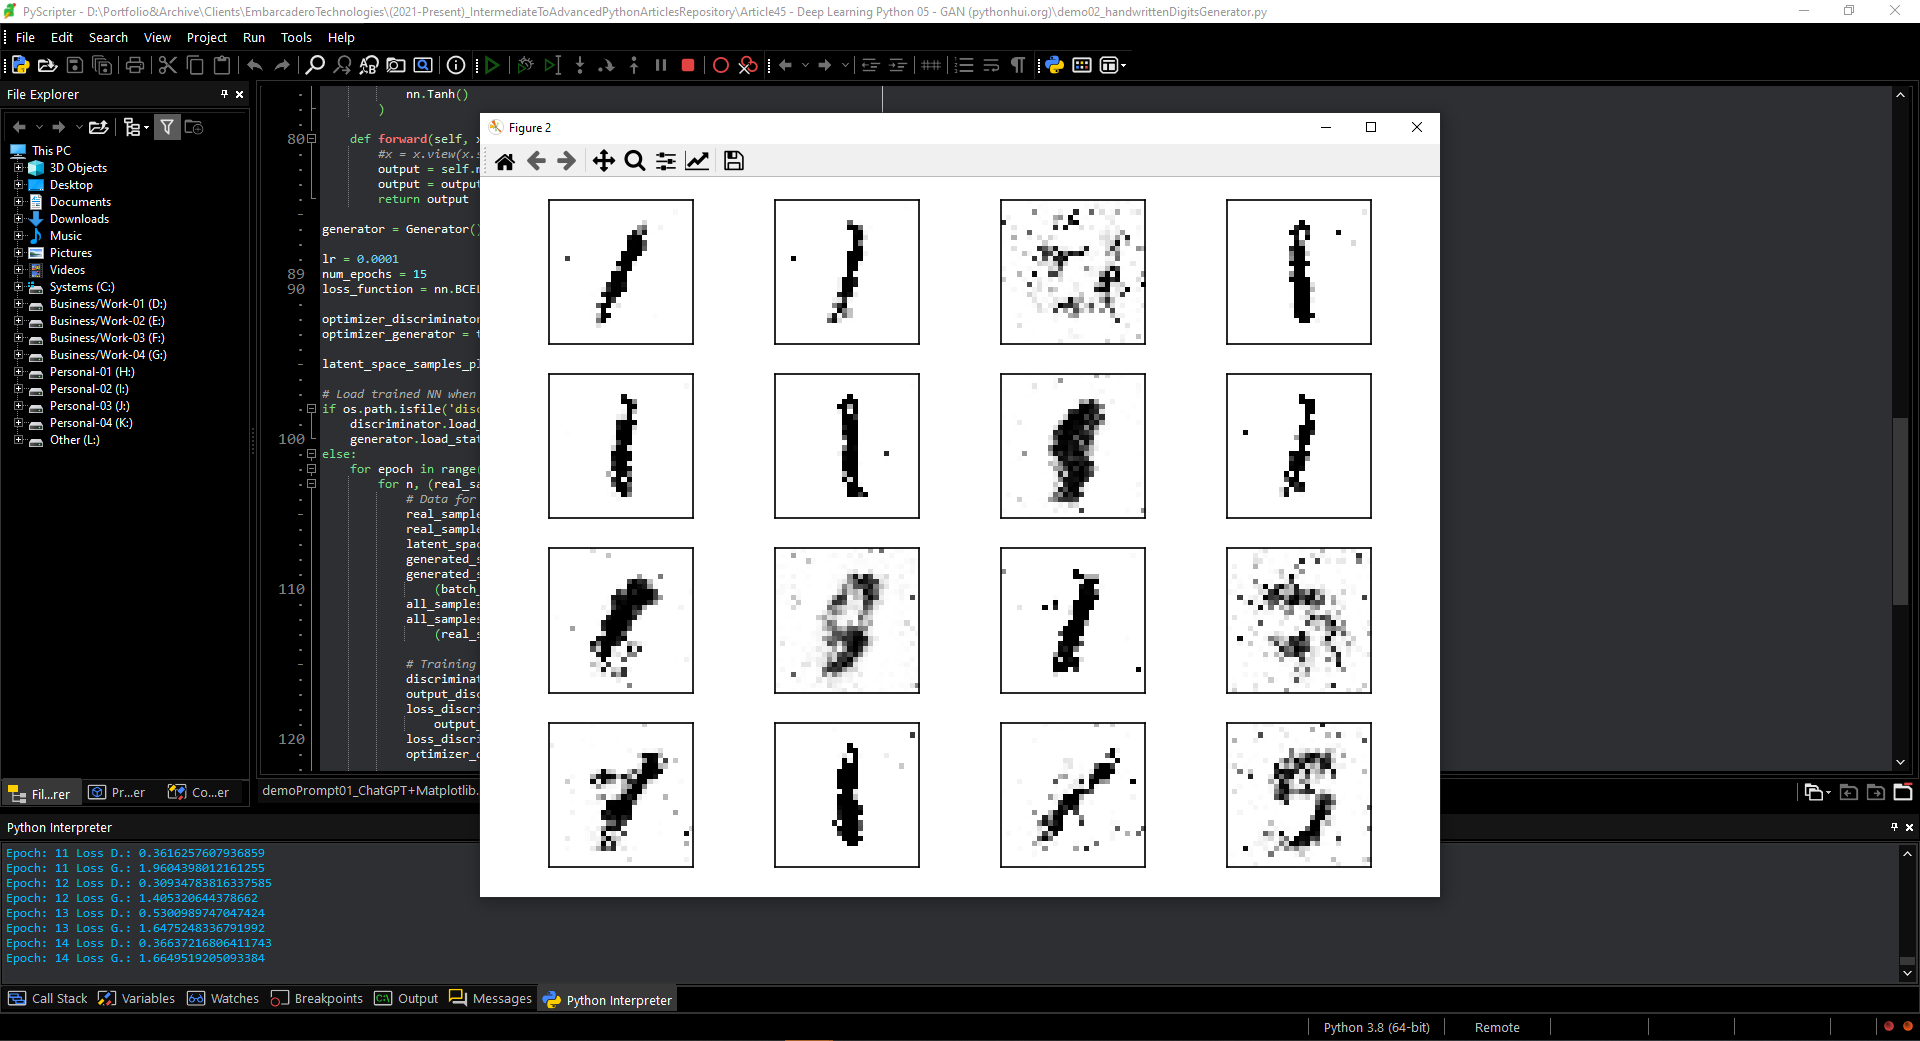 PyScripter - D:\Portfolio&Archive\Clients\EmbarcaderoTechnologies\(2021-Present)_IntermediateToAdvancedPythonArticlesRepository\Article45 - Deep Learning Python 05 - GAN (pythonhui.org)\demo02_handwrittenDigitsGenerator.py
File Edit Search View Project Run Tools Help
File Explorer
This PC
3D Objects
Desktop
Documents
Downloads
Music
Pictures
Videos
Systems (C:)
Business/Work-01 (D:)
Business/Work-02 (E:)
Business/Work-03 (F:)
Business/Work-04 (G:)
Personal-01 (H:)
Personal-02 (I:)
Personal-03 (J:)
Personal-04 (K:)
Other (L:)
Fil...rer Pr...er Co...er
nn.Tanh()
)
80 def forward(self,
#x = x.view(x.
output = self.
output = outpu
return output
generator = Generator()
lr = 0.0001
89 num_epochs = 15
90 loss_function = nn.BCEL
optimizer_discriminator
optimizer_generator =
latent_space_samples_pl
# Load trained NN when
if os.path.isfile('disc
discriminator.load_
100 generator.load_stat
else:
for epoch in range(
for n, (real_sa
# Data for
real_sample
real_sample
latent_spac
generated_s
generated_s
110 (batch_
all_samples
all_samples
(real_s
# Training
discriminat
output_disc
loss_discri
output_
120 loss_discri
optimizer_d
demoPrompt01_ChatGPT+Matplotlib.
Figure 2
Python Interpreter
Epoch: 11 Loss D.: 0.3616257607936859
Epoch: 11 Loss G.: 1.9604398012161255
Epoch: 12 Loss D.: 0.30934783816337585
Epoch: 12 Loss G.: 1.405320644378662
Epoch: 13 Loss D.: 0.5300989747047424
Epoch: 13 Loss G.: 1.6475248336791992
Epoch: 14 Loss D.: 0.36637216806411743
Epoch: 14 Loss G.: 1.6649519205093384
Call Stack Variables Watches Breakpoints Output Messages Python Interpreter
Python 3.8 (64-bit) Remote